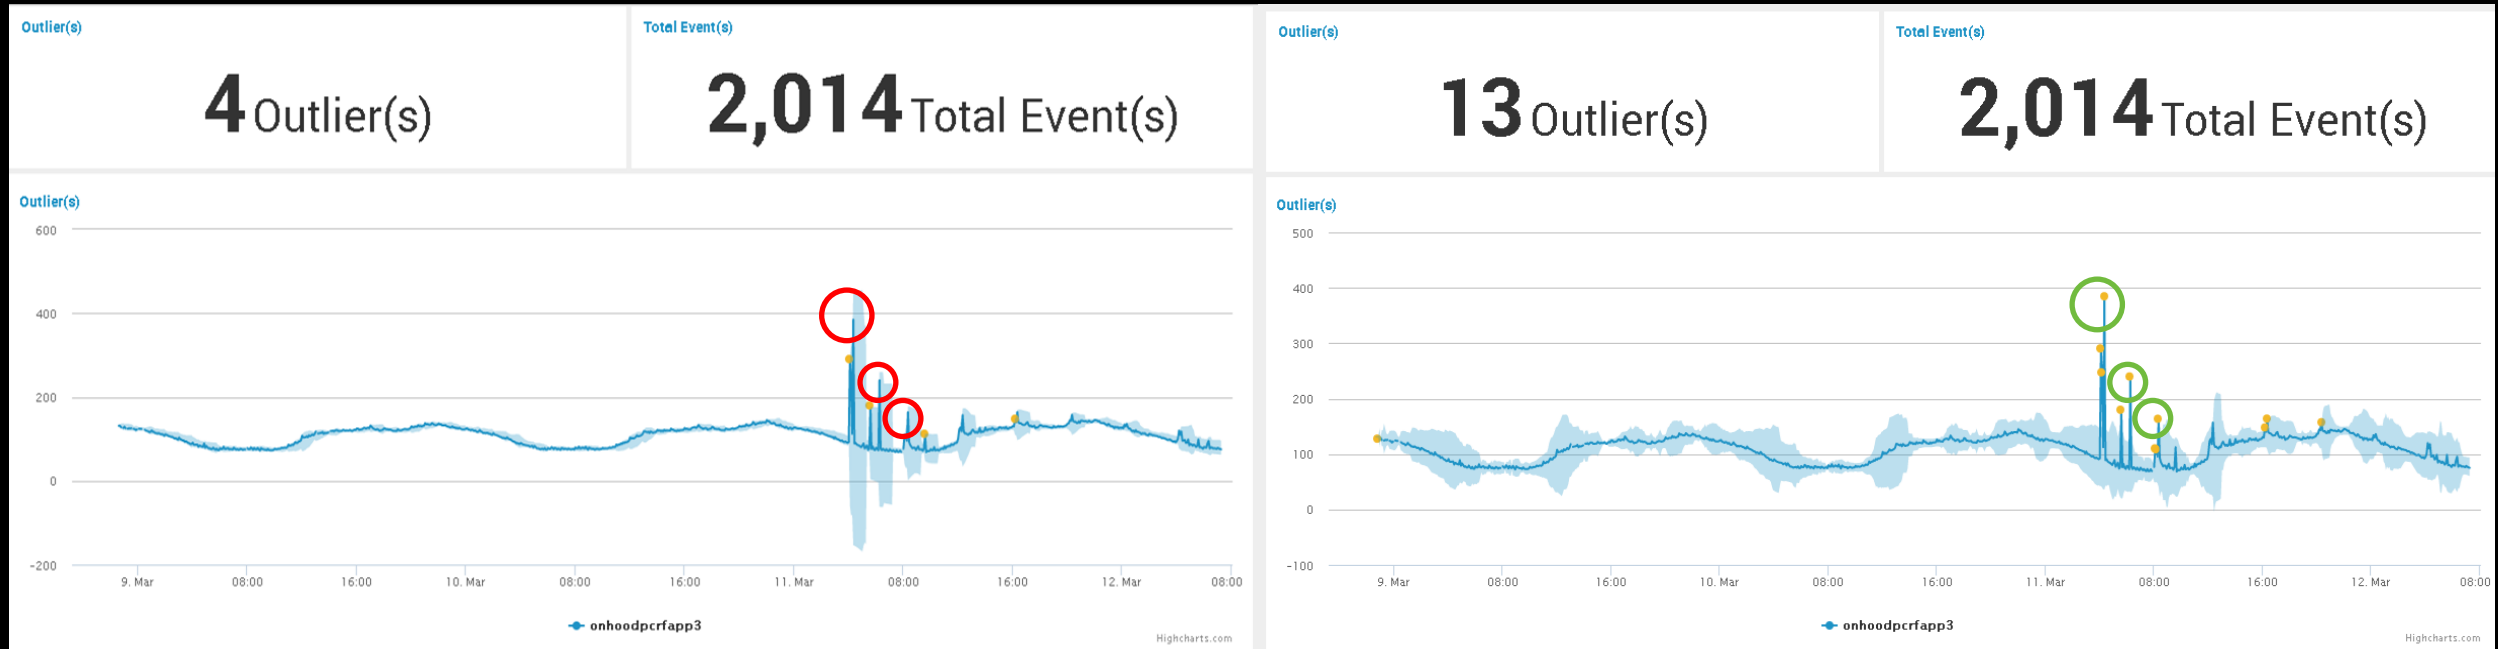 Outlier(s)
Total Event(s)
4 Outlier(s)
2,014 Total Event(s)
Outlier(s)
600
400
200
0
-200
9. Mar 08:00 16:00 10. Mar 08:00 16:00 11. Mar 08:00 16:00 12. Mar 08:00
onhoodpcrfapp3
Highcharts.com
Outlier(s)
Total Event(s)
13 Outlier(s)
2,014 Total Event(s)
Outlier(s)
500
400
300
200
100
0
-100
9. Mar 08:00 16:00 10. Mar 08:00 16:00 11. Mar 08:00 16:00 12. Mar 08:00
onhoodpcrfapp3
Highcharts.com